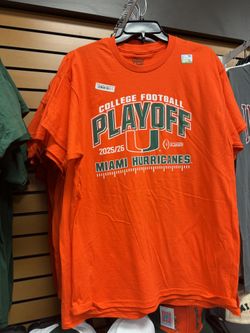 COLLEGE FOOTBALL
PLAYOFF
2025/26
MIAMI HURRICANES